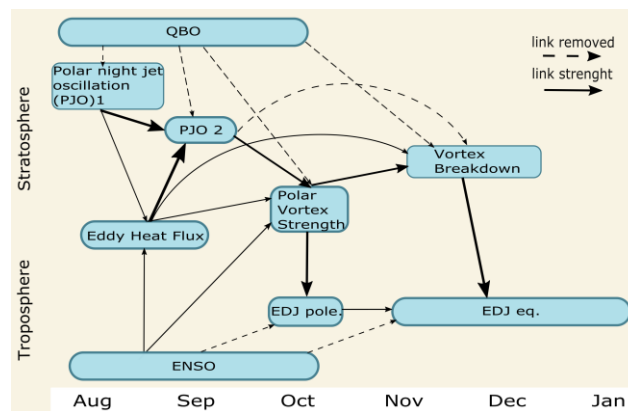 QBO
link removed
link strenght
Polar night jet
oscillation
(PJO)1
PJO 2
Vortex
Breakdown
Polar
Vortex
Strength
Eddy Heat Flux
EDJ pole.
EDJ eq.
ENSO
Stratosphere
Troposphere
Aug Sep Oct Nov Dec Jan